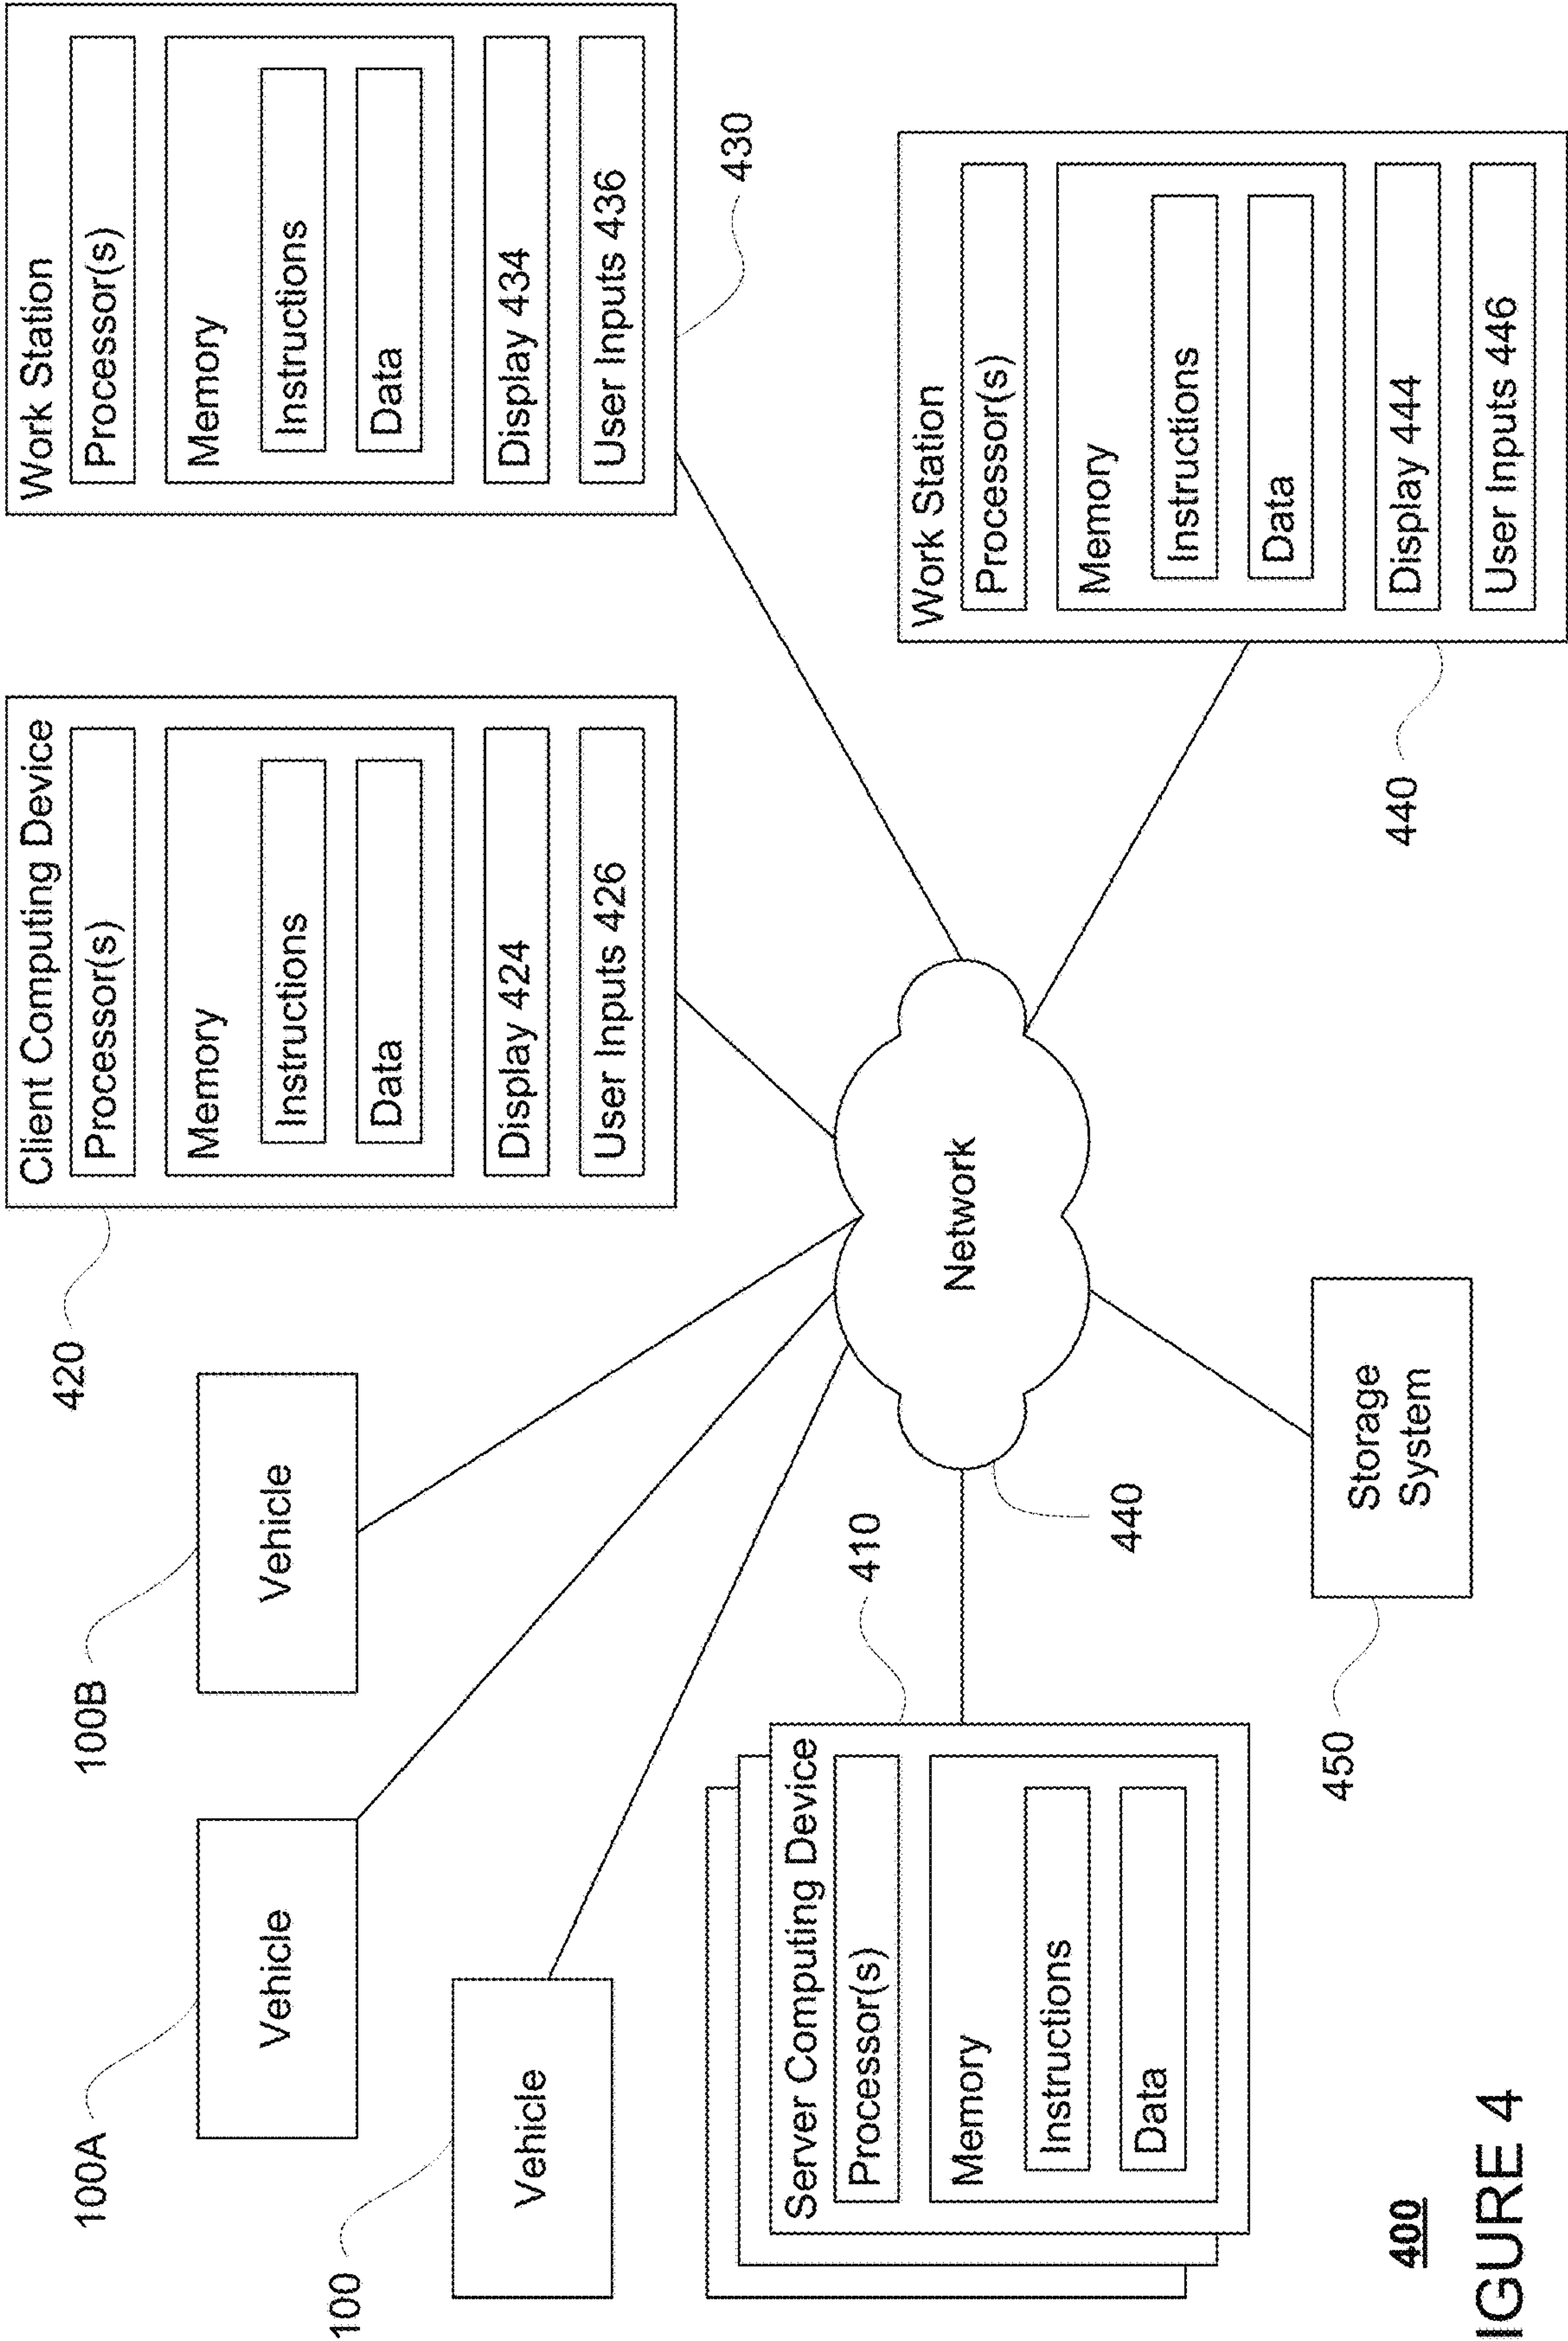 100A
Vehicle
100B
Vehicle
420
Client Computing Device
Processor(s)
Memory
Instructions
Data
Display 424
User Inputs 426
Work Station
Processor(s)
Memory
Instructions
Data
Display 434
User Inputs 436
430
100
Vehicle
Server Computing Device
Processor(s)
Memory
Instructions
Data
410
Network
440
Storage
System
450
Work Station
Processor(s)
Memory
Instructions
Data
Display 444
User Inputs 446
440
400
IGURE 4